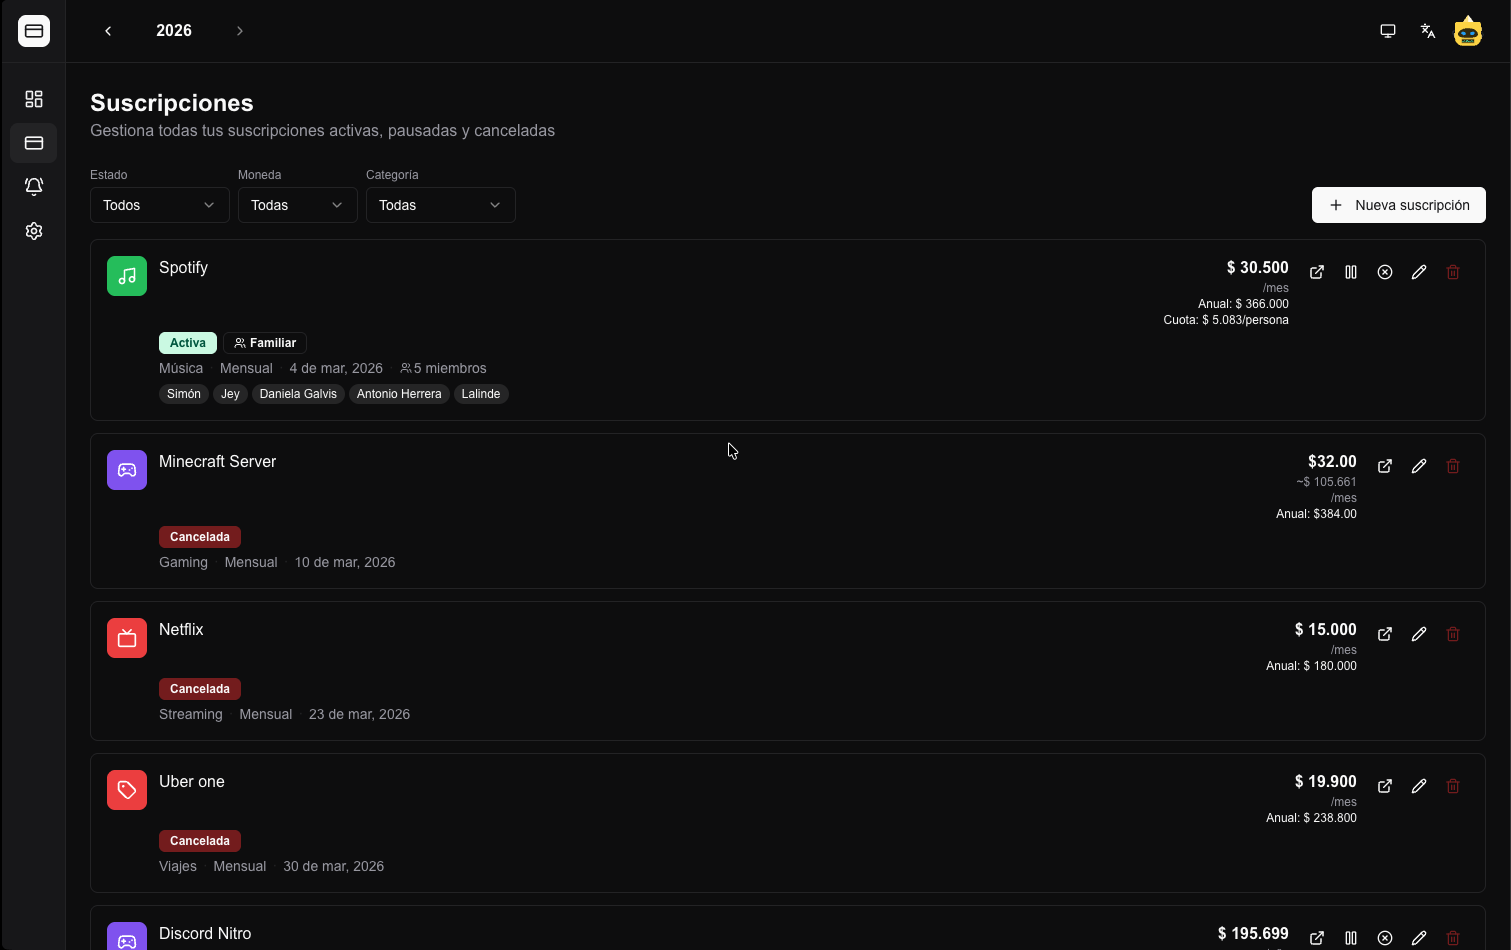 2026
Suscripciones
Gestiona todas tus suscripciones activas, pausadas y canceladas
Estado
Moneda
Categoría
Todos
Todas
Todas
Nueva suscripción
Spotify
$ 30.500
/mes
Anual: $ 366.000
Cuota: $ 5.083/persona
Activa
Familiar
Música · Mensual · 4 de mar, 2026 · 5 miembros
Simón
Jey
Daniela Galvis
Antonio Herrera
Lalinde
Minecraft Server
$32.00
~$ 105.661
/mes
Anual: $384.00
Cancelada
Gaming · Mensual · 10 de mar, 2026
Netflix
$ 15.000
/mes
Anual: $ 180.000
Cancelada
Streaming · Mensual · 23 de mar, 2026
Uber one
$ 19.900
/mes
Anual: $ 238.800
Cancelada
Viajes · Mensual · 30 de mar, 2026
Discord Nitro
$ 195.699